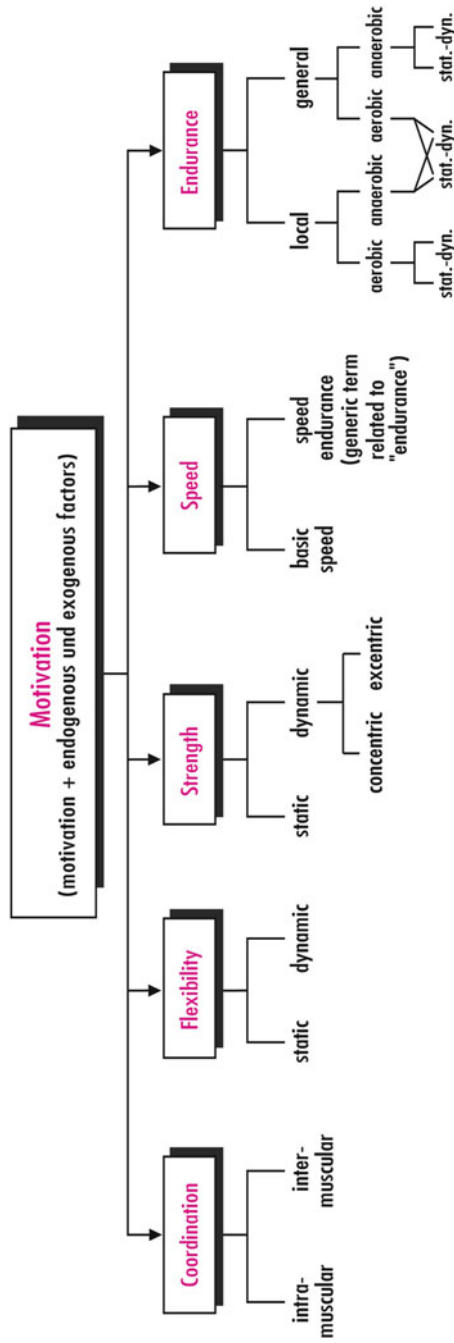 Motivation
(motivation + endogenous und exogenous factors)
Coordination
Flexibility
Strength
Speed
Endurance
intra-
muscular
inter-
muscular
static
dynamic
static
dynamic
concentric
excentric
basic
speed
speed
endurance
(generic term
related to
"endurance")
local
general
aerobic
anaerobic
aerobic
anaerobic
stat.-dyn.
stat.-dyn.
stat.-dyn.